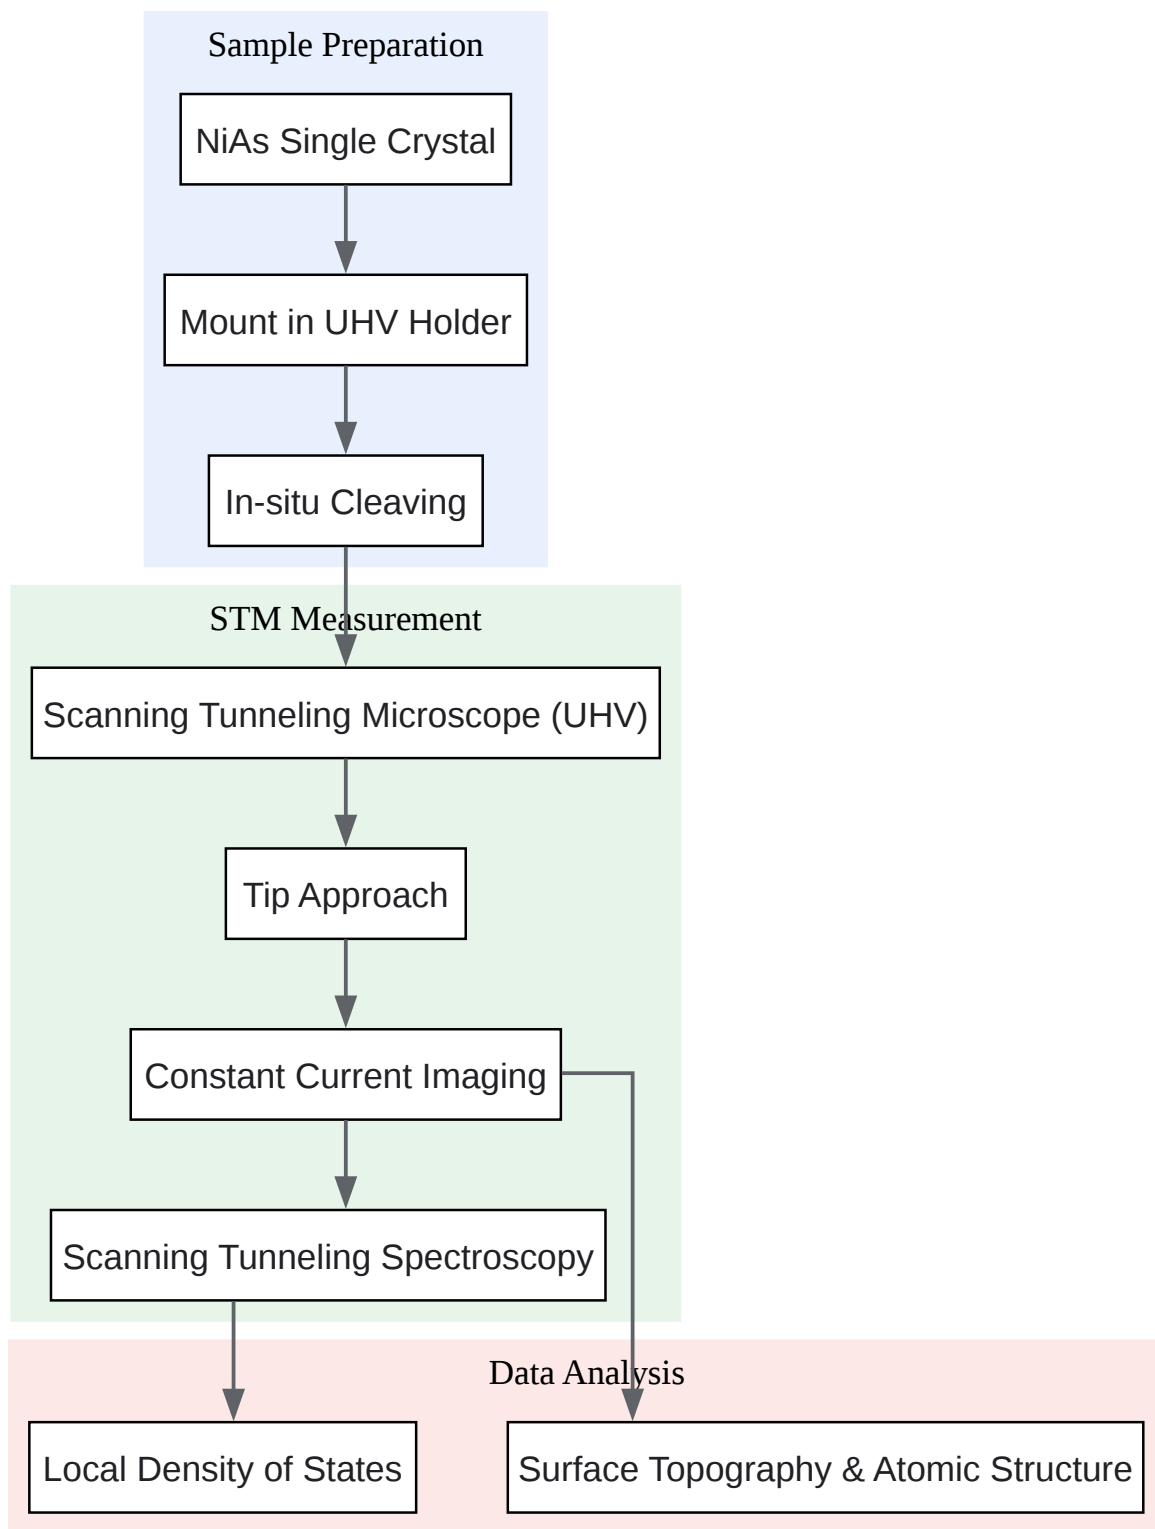 Sample Preparation
NiAs Single Crystal
Mount in UHV Holder
In-situ Cleaving
STM Measurement
Scanning Tunneling Microscope (UHV)
Tip Approach
Constant Current Imaging
Scanning Tunneling Spectroscopy
Data Analysis
Local Density of States
Surface Topography & Atomic Structure